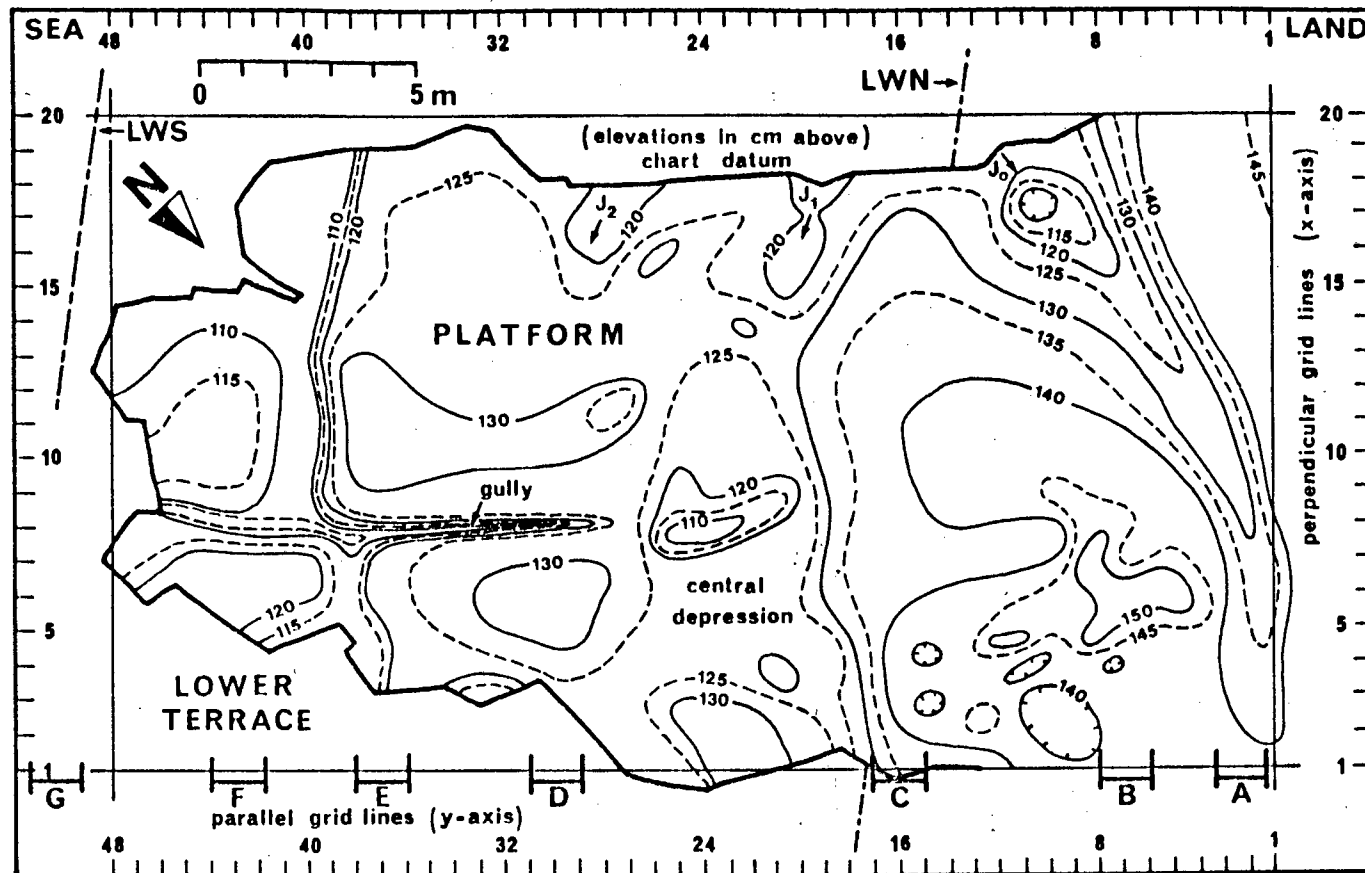 SEA
48
40
32
24
16
8
1
LAND
0
5 m
LWN→
←LWS
(elevations in cm above)
chart datum
N
J₂
J₁
J₀
20
15
10
5
1
20
15
10
5
1
perpendicular grid lines (x-axis)
110
120
125
120
120
115
120
125
130
140
145
130
135
140
PLATFORM
110
115
130
125
gully
120
110
130
central
depression
120
115
125
130
150
145
140
LOWER
TERRACE
G
F
E
D
C
B
A
parallel grid lines (y-axis)
48
40
32
24
16
8
1